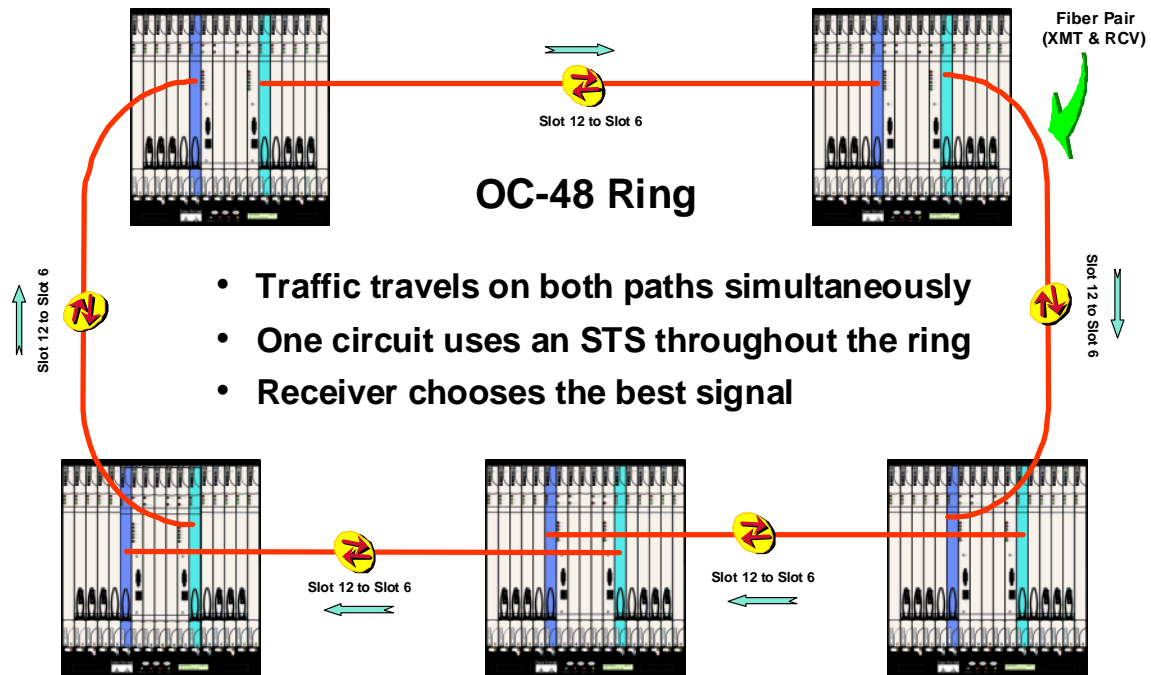 Fiber Pair
(XMT & RCV)
Slot 12 to Slot 6
OC-48 Ring
• Traffic travels on both paths simultaneously
• One circuit uses an STS throughout the ring
• Receiver chooses the best signal
Slot 12 to Slot 6
Slot 12 to Slot 6
Slot 12 to Slot 6
Slot 12 to Slot 6